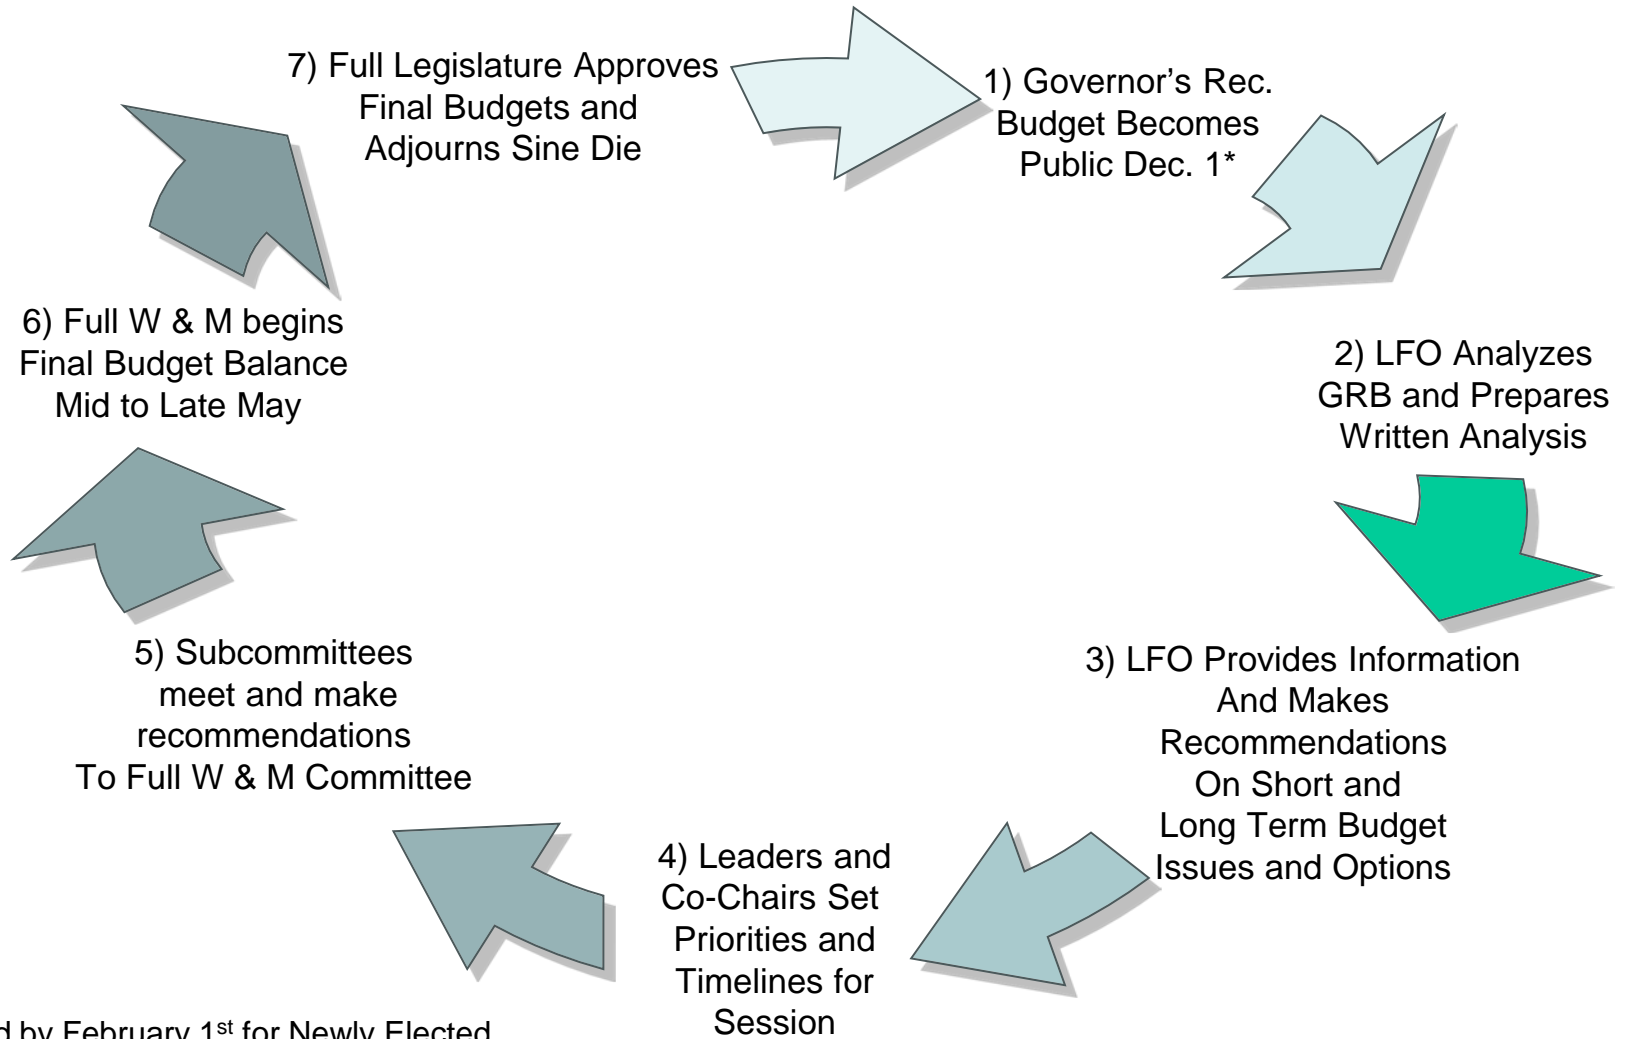 7) Full Legislature Approves
Final Budgets and
Adjourns Sine Die
1) Governor's Rec.
Budget Becomes
Public Dec. 1*
2) LFO Analyzes
GRB and Prepares
Written Analysis
3) LFO Provides Information
And Makes
Recommendations
On Short and
Long Term Budget
Issues and Options
4) Leaders and
Co-Chairs Set
Priorities and
Timelines for
Session
5) Subcommittees
meet and make
recommendations
To Full W & M Committee
6) Full W & M begins
Final Budget Balance
Mid to Late May
by February 1st for Newly Elected